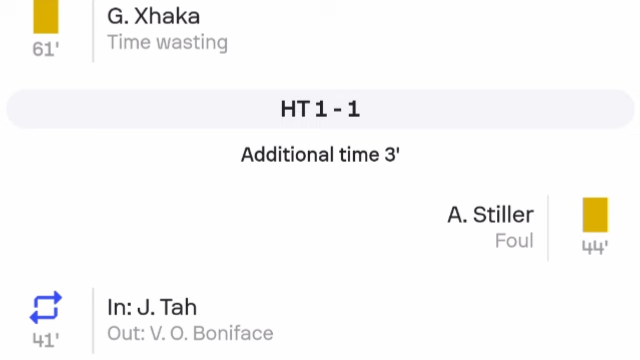 G. Xhaka
61'
Time wasting
HT 1 - 1
Additional time 3'
A. Stiller
Foul
44'
In: J. Tah
Out: V. O. Boniface
41'